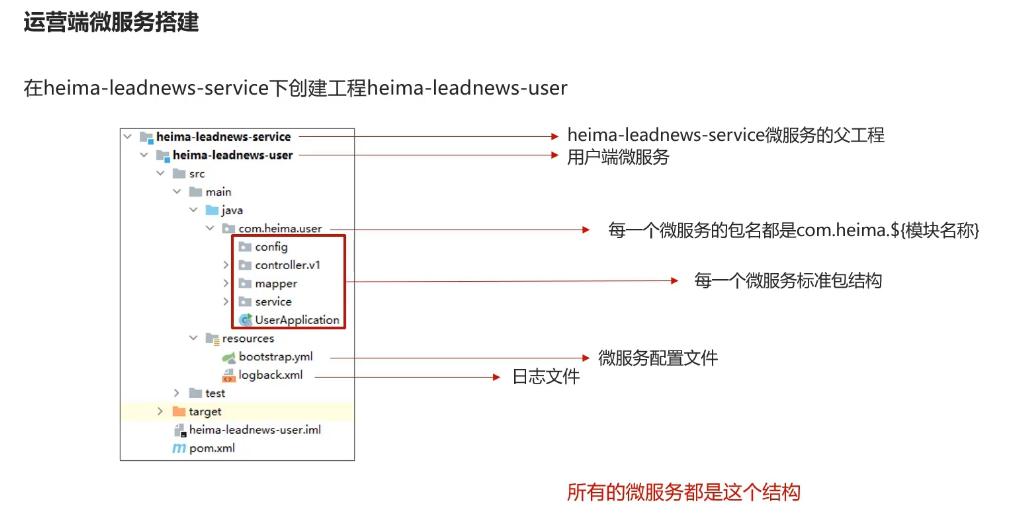 运营端微服务搭建
在heima-leadnews-service下创建工程heima-leadnews-user
heima-leadnews-service
heima-leadnews-service微服务的父工程
heima-leadnews-user
用户端微服务
src
main
java
com.heima.user
每一个微服务的包名都是com.heima.${模块名称}
config
controller.v1
mapper
每一个微服务标准包结构
service
UserApplication
resources
bootstrap.yml
微服务配置文件
logback.xml
日志文件
test
target
heima-leadnews-user.iml
pom.xml
所有的微服务都是这个结构